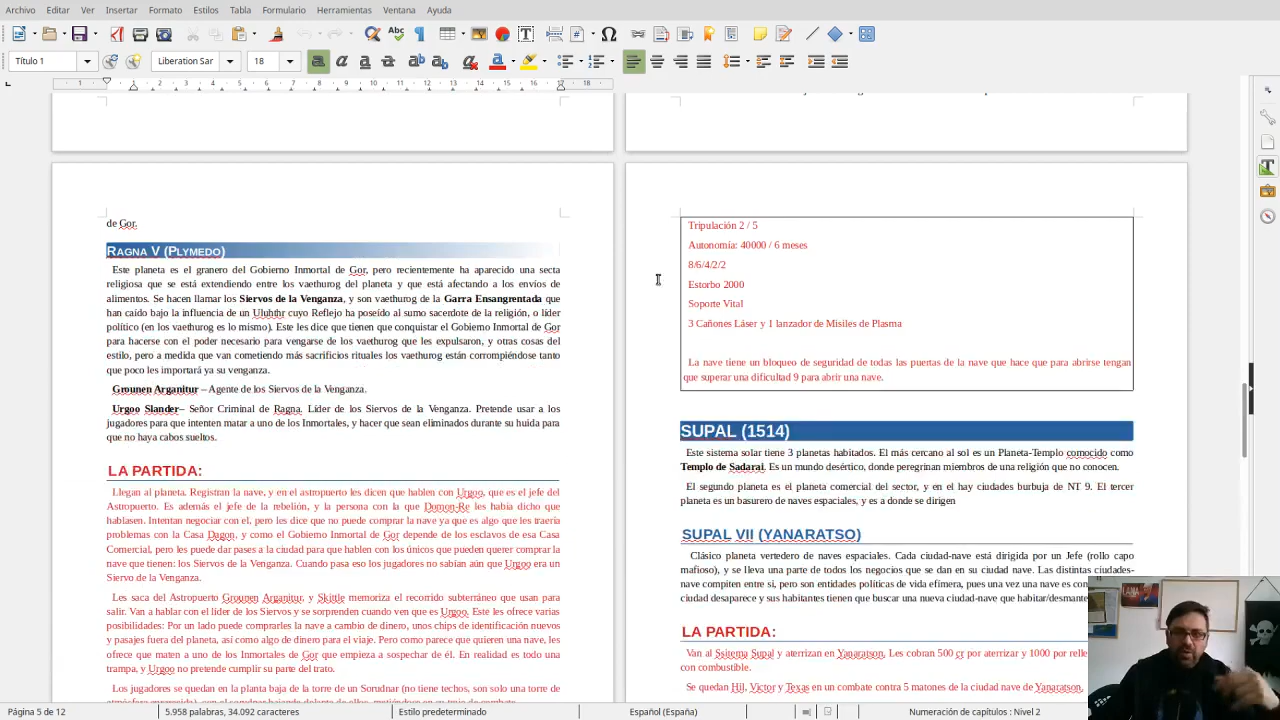 Archivo Editar Ver Insertar Formato Estilos Tabla Formulario Herramientas Ventana Ayuda
Título 1 Liberation Sar 18
1 1 2 3 4 5 6 7 8 9 10 11 12 13 14 15 16 17 18
de Gor.
RAGNA V (PLYMEDO)
Este planeta es el granero del Gobierno Inmortal de Gor, pero recientemente ha aparecido una secta
religiosa que se está extendiendo entre los vaethurog del planeta y que está afectando a los envíos de
alimentos. Se hacen llamar los Siervos de la Venganza, y son vaethurog de la Garra Ensangrentada que
han caído bajo la influencia de un Uluhthr cuyo Reflejo ha poseído al sumo sacerdote de la religión, o líder
político (en los vaethurog es lo mismo). Este les dice que tienen que conquistar el Gobierno Inmortal de Gor
para hacerse con el poder necesario para vengarse de los vaethurog que les expulsaron, y otras cosas del
estilo, pero a medida que van cometiendo más sacrificios rituales los vaethurog están corrompiéndose tanto
que poco les importará ya su venganza.
Grounen Arganitur – Agente de los Siervos de la Venganza.
Urgoo Slander– Señor Criminal de Ragna. Líder de los Siervos de la Venganza. Pretende usar a los
jugadores para que intenten matar a uno de los Inmortales, y hacer que sean eliminados durante su huida para
que no haya cabos sueltos.
LA PARTIDA:
Llegan al planeta. Registran la nave, y en el astropuerto les dicen que hablen con Urgoo, que es el jefe del
Astropuerto. Es además el jefe de la rebelión, y la persona con la que Domon-Re les había dicho que
hablasen. Intentan negociar con el, pero les dice que no puede comprar la nave ya que es algo que les traería
problemas con la Casa Dagon, y como el Gobierno Inmortal de Gor depende de los esclavos de esa Casa
Comercial, pero les puede dar pases a la ciudad para que hablen con los únicos que pueden querer comprar la
nave que tienen: los Siervos de la Venganza. Cuando pasa eso los jugadores no sabían aún que Urgoo era un
Siervo de la Venganza.
Les saca del Astropuerto Grounen Arganitur, y Skittle memoriza el recorrido subterráneo que usan para
salir. Van a hablar con el líder de los Siervos y se sorprenden cuando ven que es Urgoo. Este les ofrece varias
posibilidades: Por un lado puede comprarles la nave a cambio de dinero, unos chips de identificación nuevos
y pasajes fuera del planeta, así como algo de dinero para el viaje. Pero como parece que quieren una nave, les
ofrece que maten a uno de los Inmortales de Gor que empieza a sospechar de él. En realidad es todo una
trampa, y Urgoo no pretende cumplir su parte del trato.
Los jugadores se quedan en la planta baja de la torre de un Sorudnar (no tiene techos, son solo una torre de
Tripulación 2 / 5
Autonomía: 40000 / 6 meses
8/6/4/2/2
Estorbo 2000
Soporte Vital
3 Cañones Láser y 1 lanzador de Misiles de Plasma
La nave tiene un bloqueo de seguridad de todas las puertas de la nave que hace que para abrirse tengan
que superar una dificultad 9 para abrir una nave.
SUPAL (1514)
Este sistema solar tiene 3 planetas habitados. El más cercano al sol es un Planeta-Templo comocido como
Templo de Sadarai. Es un mundo desértico, donde peregrinan miembros de una religión que no conocen.
El segundo planeta es el planeta comercial del sector, y en el hay ciudades burbuja de NT 9. El tercer
planeta es un basurero de naves espaciales, y es a donde se dirigen
SUPAL VII (YANARATSO)
Clásico planeta vertedero de naves espaciales. Cada ciudad-nave está dirigida por un Jefe (rollo capo
mafioso), y se lleva una parte de todos los negocios que se dan en su ciudad nave. Las distintas ciudades-
nave compiten entre si, pero son entidades políticas de vida efímera, pues una vez una nave es
ciudad desaparece y sus habitantes tienen que buscar una nueva ciudad-nave que habitar/
LA PARTIDA:
Van al Ssitema Supal y aterrizan en Yanaratson, Les cobran 500 cr por aterrizar y 1000 por
con combustible.
Se quedan Hil, Victor y Texas en un combate contra 5 matones de la ciudad nave de Yanaratson.
Página 5 de 12 5.958 palabras, 34.092 caracteres Estilo predeterminado Español (España) Numeración de capítulos : Nivel 2